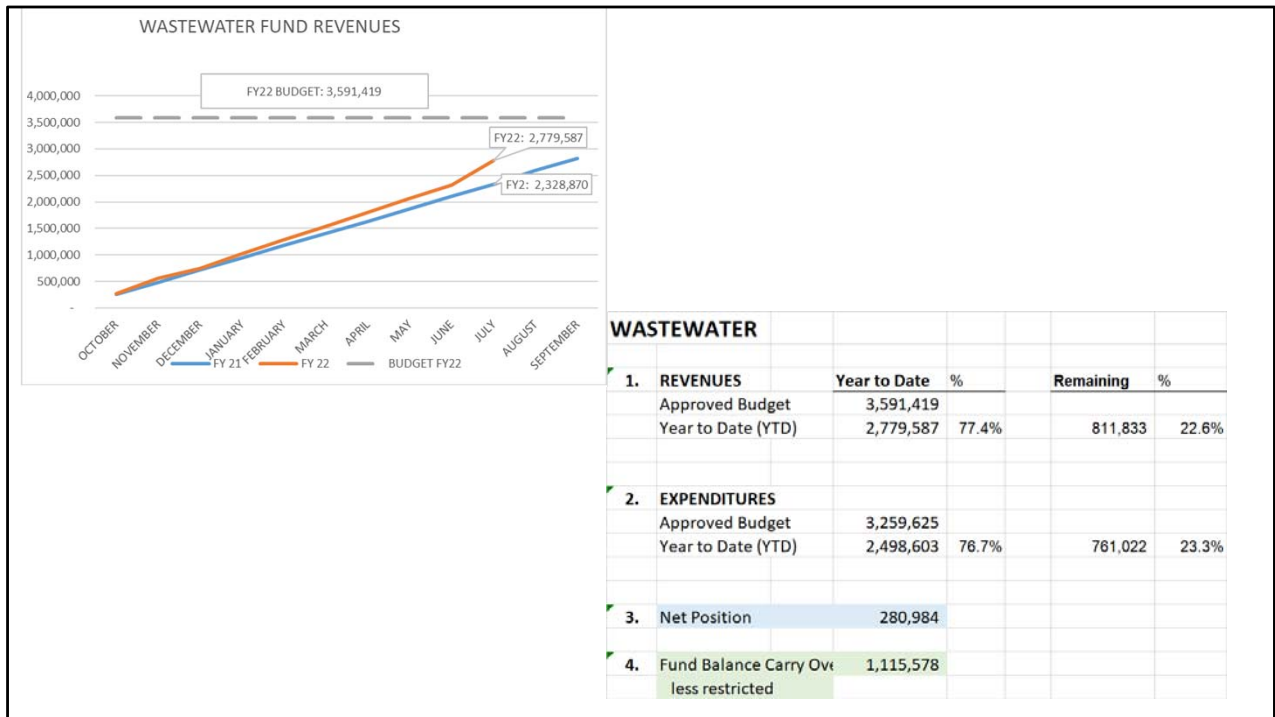 WASTEWATER FUND REVENUES
FY22 BUDGET: 3,591,419
4,000,000
3,500,000
3,000,000
2,500,000
2,000,000
1,500,000
1,000,000
500,000
-
FY22: 2,779,587
FY2: 2,328,870
OCTOBER
NOVEMBER
DECEMBER
JANUARY
FEBRUARY
MARCH
APRIL
MAY
JUNE
JULY
AUGUST
SEPTEMBER
FY 21 FY 22 BUDGET FY22
WASTEWATER
1. REVENUES Year to Date % Remaining %
Approved Budget 3,591,419
Year to Date (YTD) 2,779,587 77.4% 811,833 22.6%
2. EXPENDITURES
Approved Budget 3,259,625
Year to Date (YTD) 2,498,603 76.7% 761,022 23.3%
3. Net Position 280,984
4. Fund Balance Carry Ove 1,115,578
less restricted